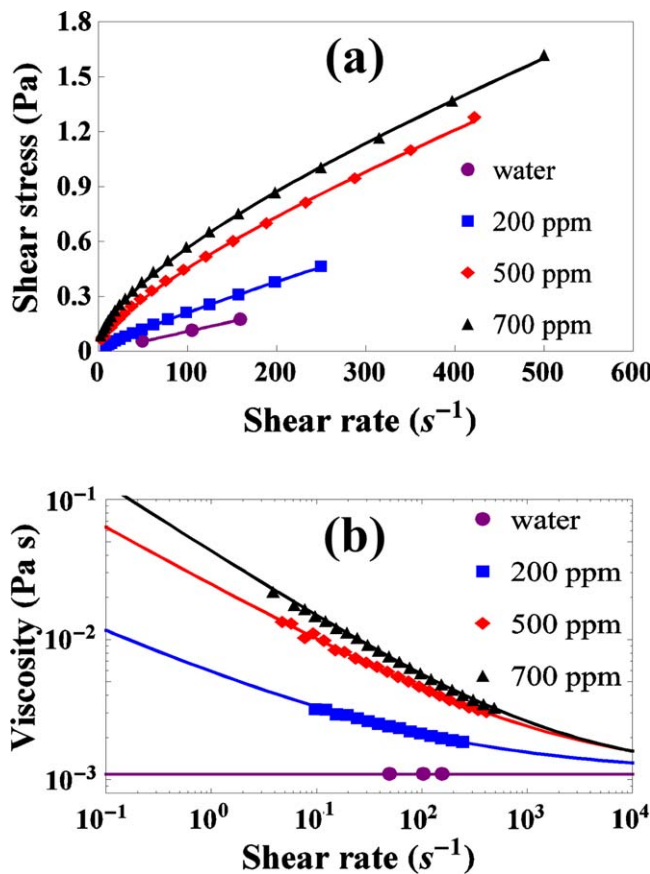 (a)
Shear stress (Pa)
1.8
1.5
1.2
0.9
0.6
0.3
0
water
200 ppm
500 ppm
700 ppm
0 100 200 300 400 500 600
Shear rate (s⁻¹)
(b)
Viscosity (Pa s)
10⁻¹
10⁻²
10⁻³
water
200 ppm
500 ppm
700 ppm
10⁻¹ 10⁰ 10¹ 10² 10³ 10⁴
Shear rate (s⁻¹)